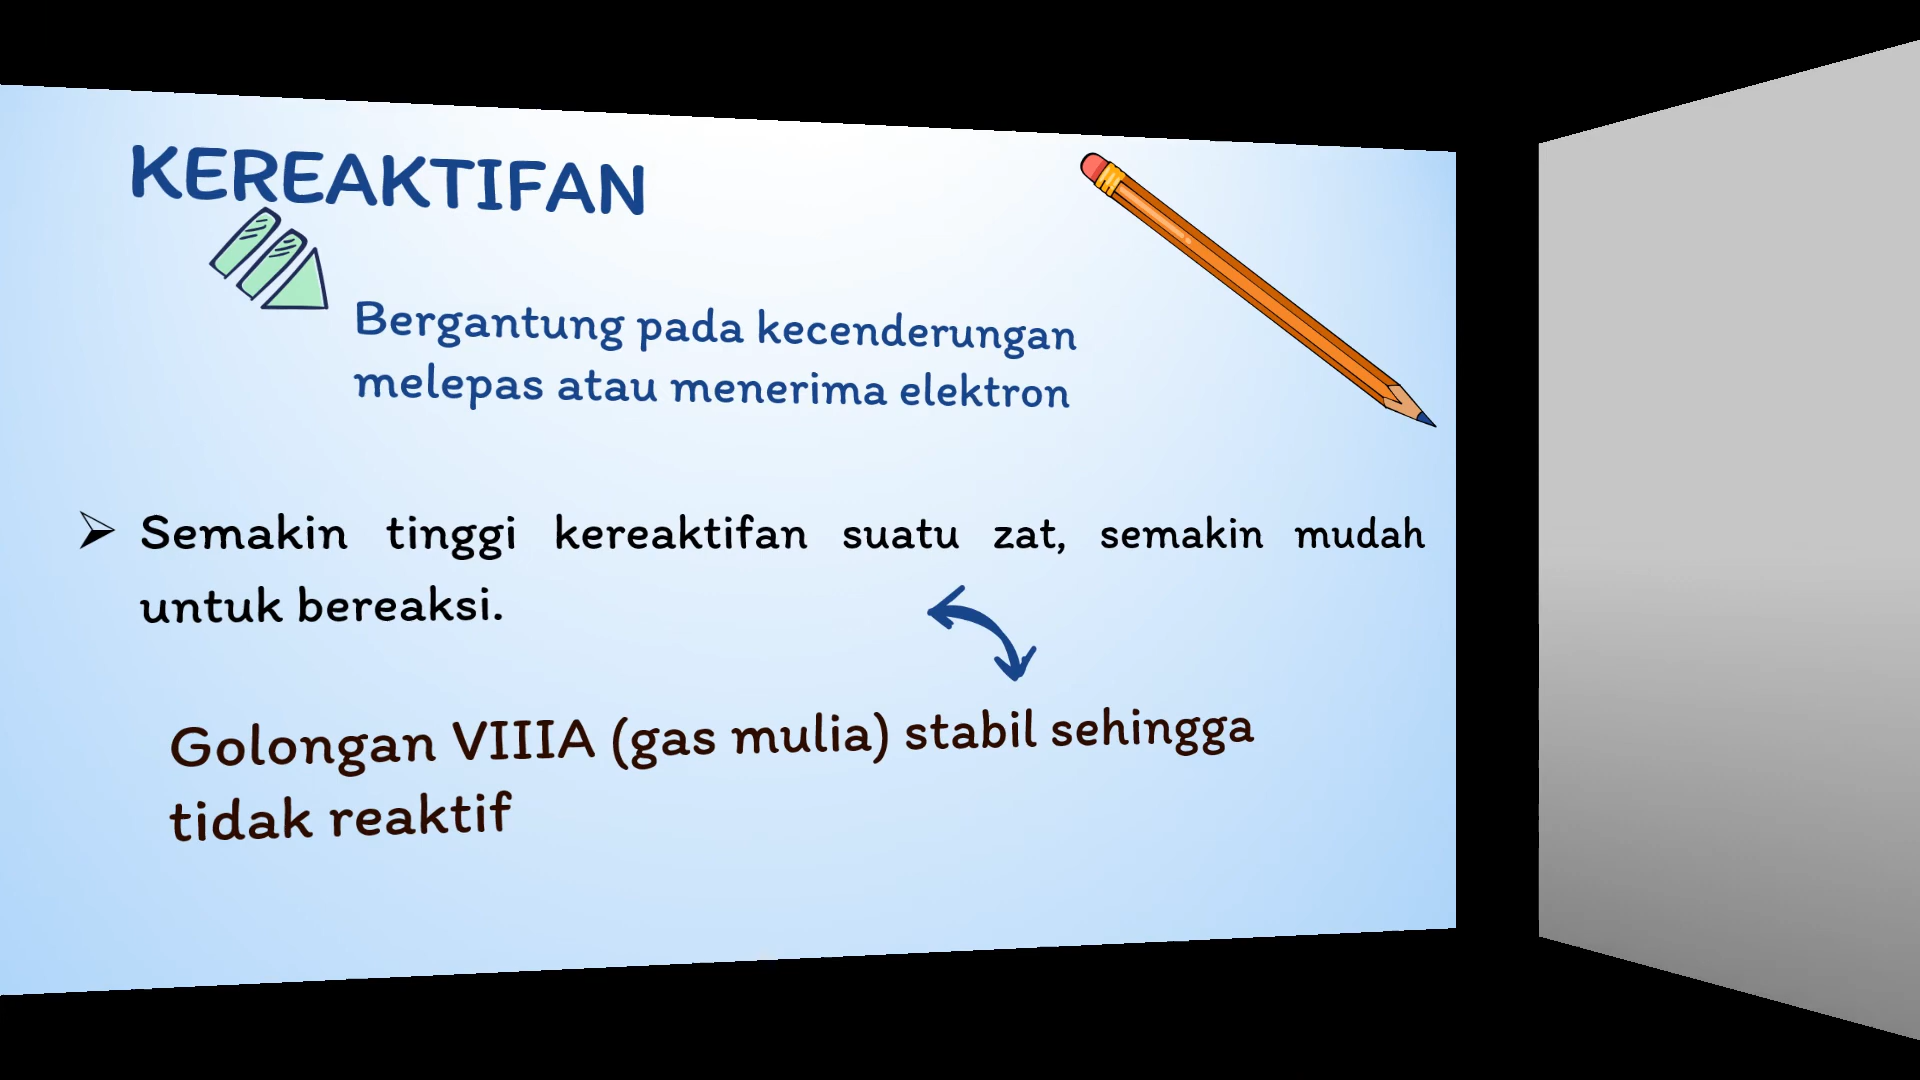 KEREAKTIFAN
Bergantung pada kecenderungan
melepas atau menerima elektron
Semakin tinggi kereaktifan suatu zat, semakin mudah
untuk bereaksi.
Golongan VIIIA (gas mulia) stabil sehingga
tidak reaktif